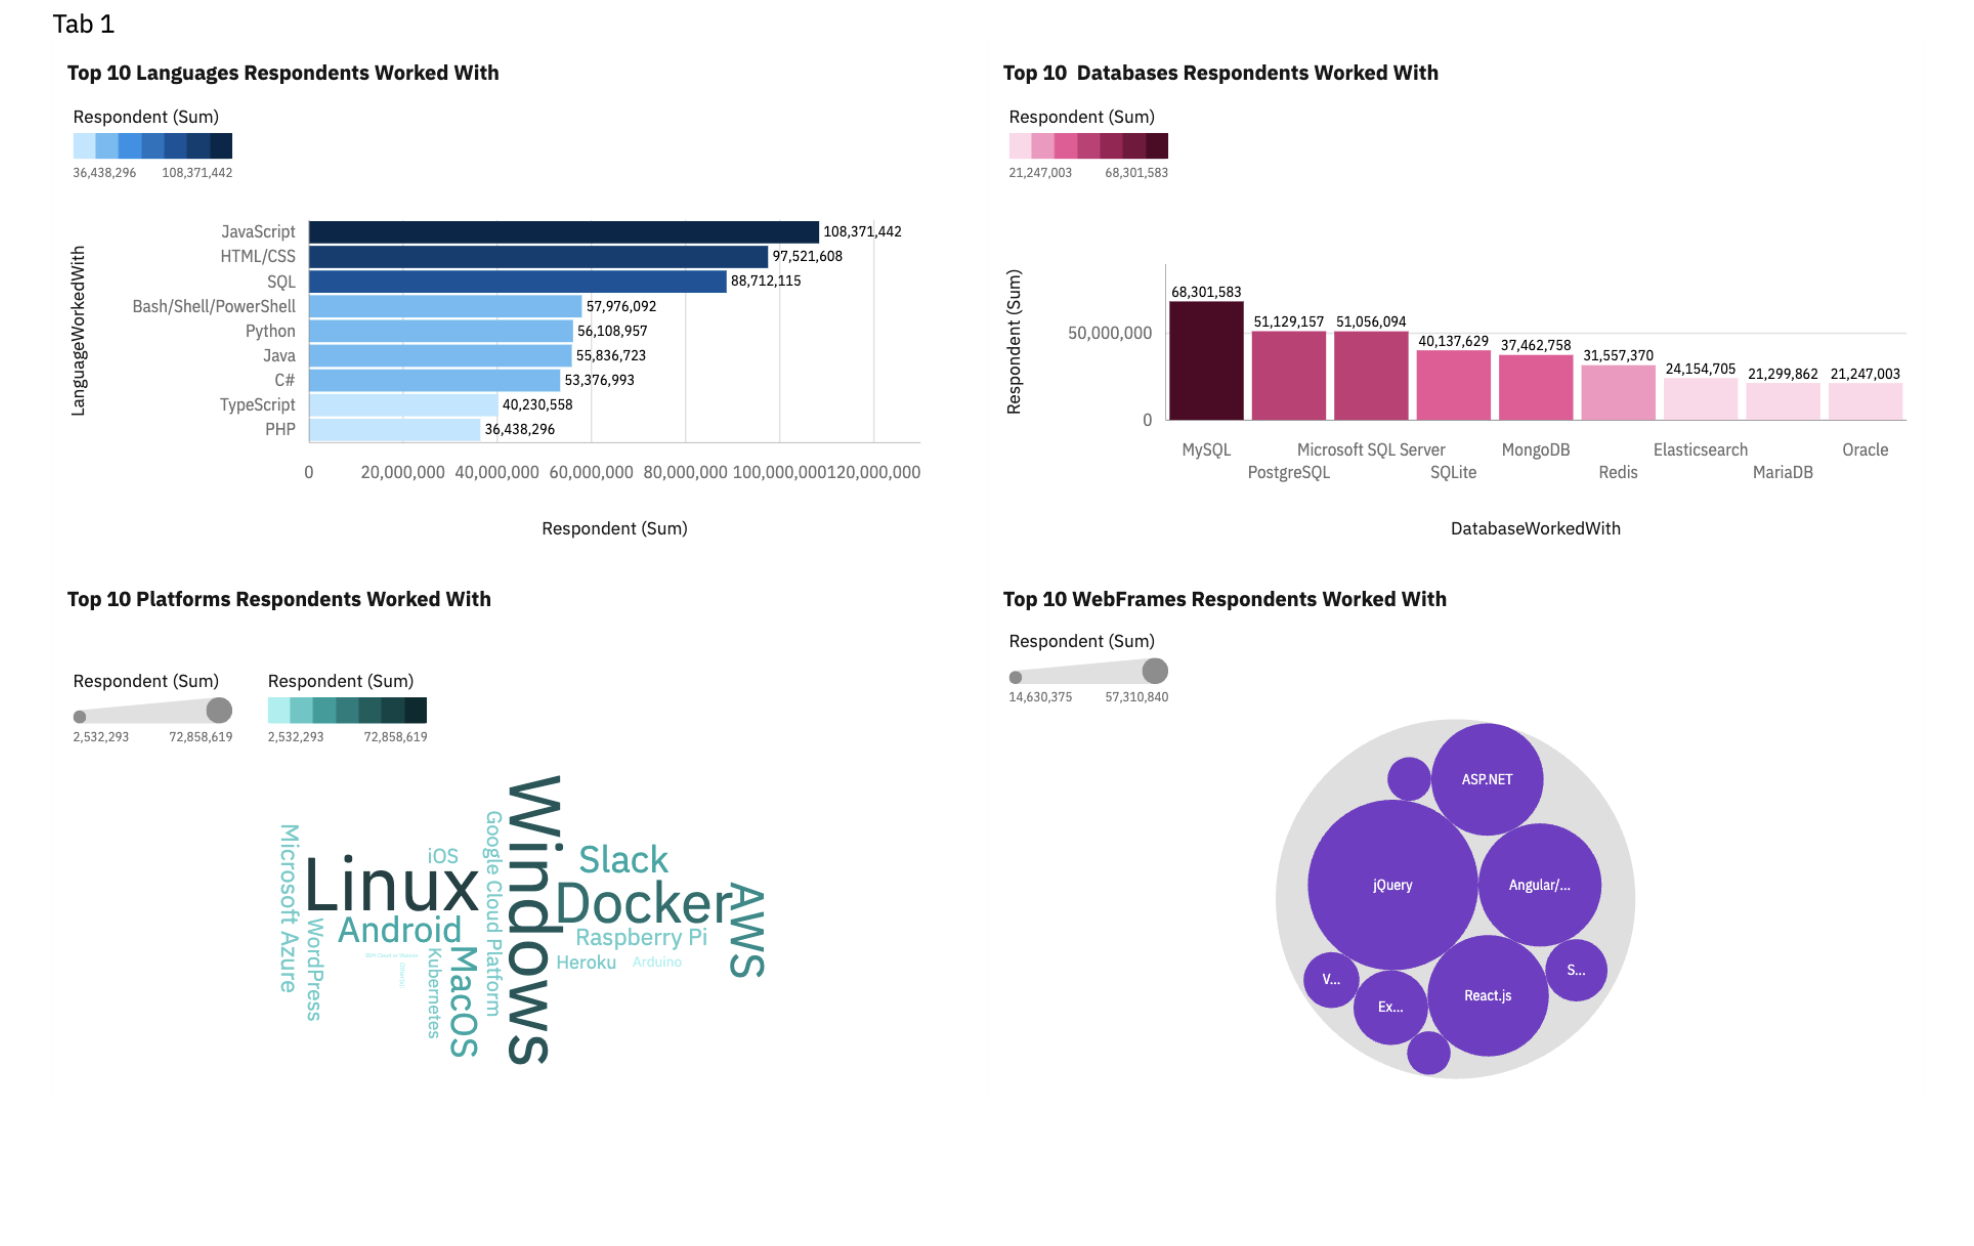 Tab 1
Top 10 Languages Respondents Worked With
Respondent (Sum)
36,438,296 108,371,442
LanguageWorkedWith
JavaScript 108,371,442
HTML/CSS 97,521,608
SQL 88,712,115
Bash/Shell/PowerShell 57,976,092
Python 56,108,957
Java 55,836,723
C# 53,376,993
TypeScript 40,230,558
PHP 36,438,296
0 20,000,000 40,000,000 60,000,000 80,000,000 100,000,000 120,000,000
Respondent (Sum)
Top 10 Databases Respondents Worked With
Respondent (Sum)
21,247,003 68,301,583
Respondent (Sum)
50,000,000
0
68,301,583
51,129,157
51,056,094
40,137,629
37,462,758
31,557,370
24,154,705
21,299,862
21,247,003
MySQL Microsoft SQL Server MongoDB Elasticsearch Oracle
PostgreSQL SQLite Redis MariaDB
DatabaseWorkedWith
Top 10 Platforms Respondents Worked With
Respondent (Sum)
2,532,293 72,858,619
Respondent (Sum)
2,532,293 72,858,619
Microsoft Azure
Linux
iOS
Android
WordPress
Kubernetes
MacOS
Google Cloud Platform
Windows
Slack
Docker
Raspberry Pi
Heroku
Arduino
AWS
Top 10 WebFrames Respondents Worked With
Respondent (Sum)
14,630,375 57,310,840
ASP.NET
jQuery
Angular/...
S...
V...
React.js
Ex...